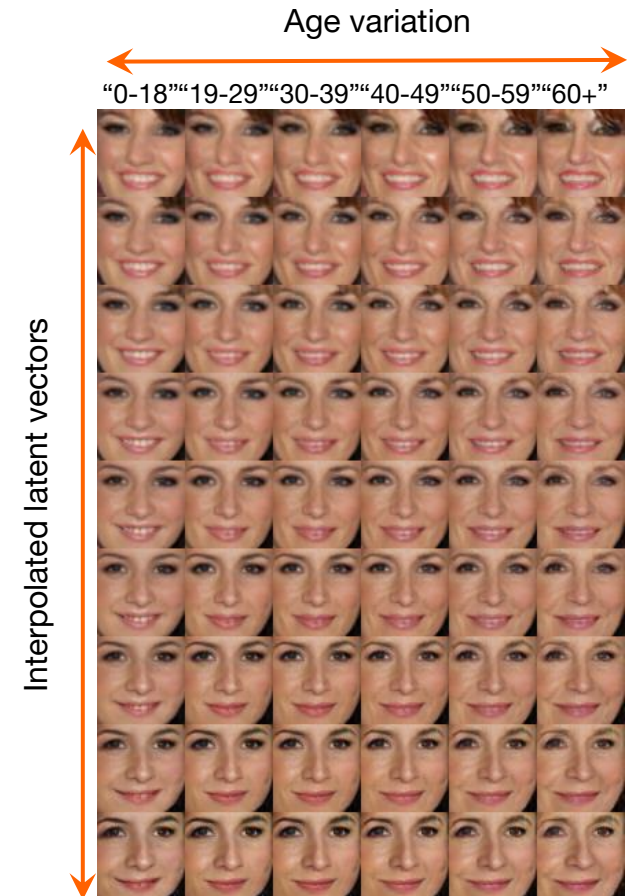 Age variation
“0-18”“19-29”“30-39”“40-49”“50-59”“60+”
Interpolated latent vectors